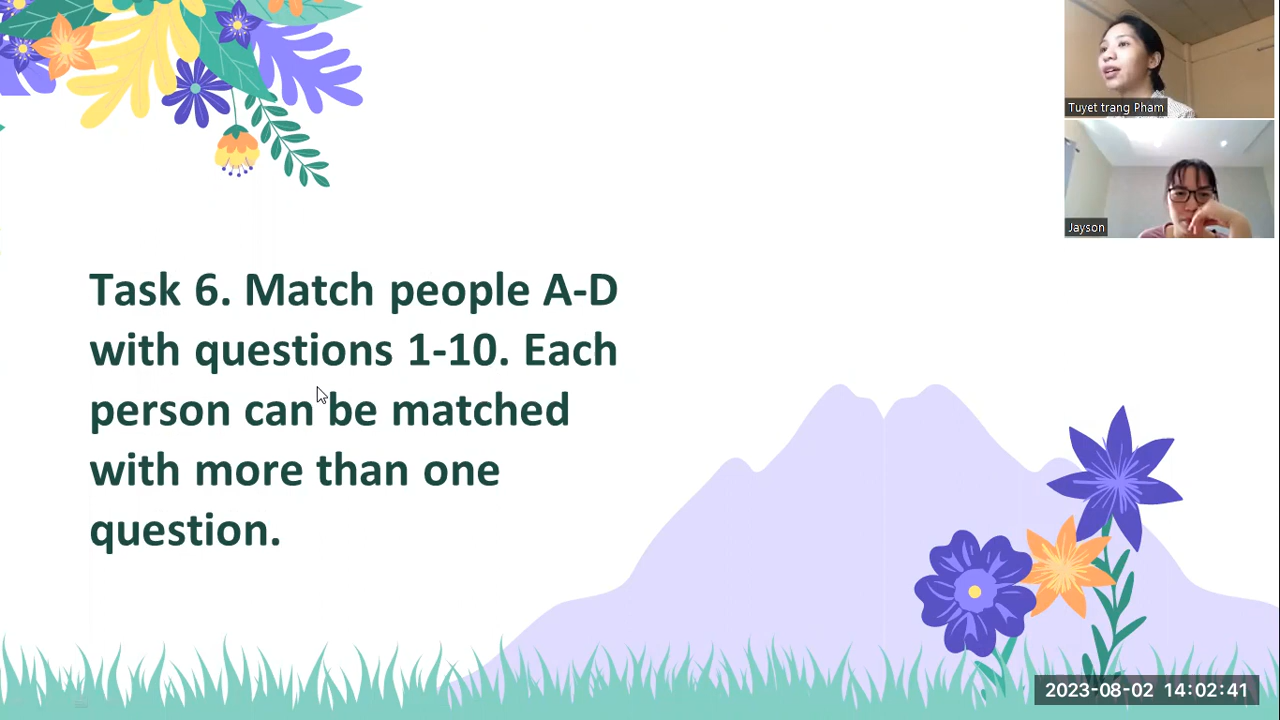 Tuyet trang Pham
Jayson
Task 6. Match people A-D
with questions 1-10. Each
person can be matched
with more than one
question.
2023-08-02 14:02:41